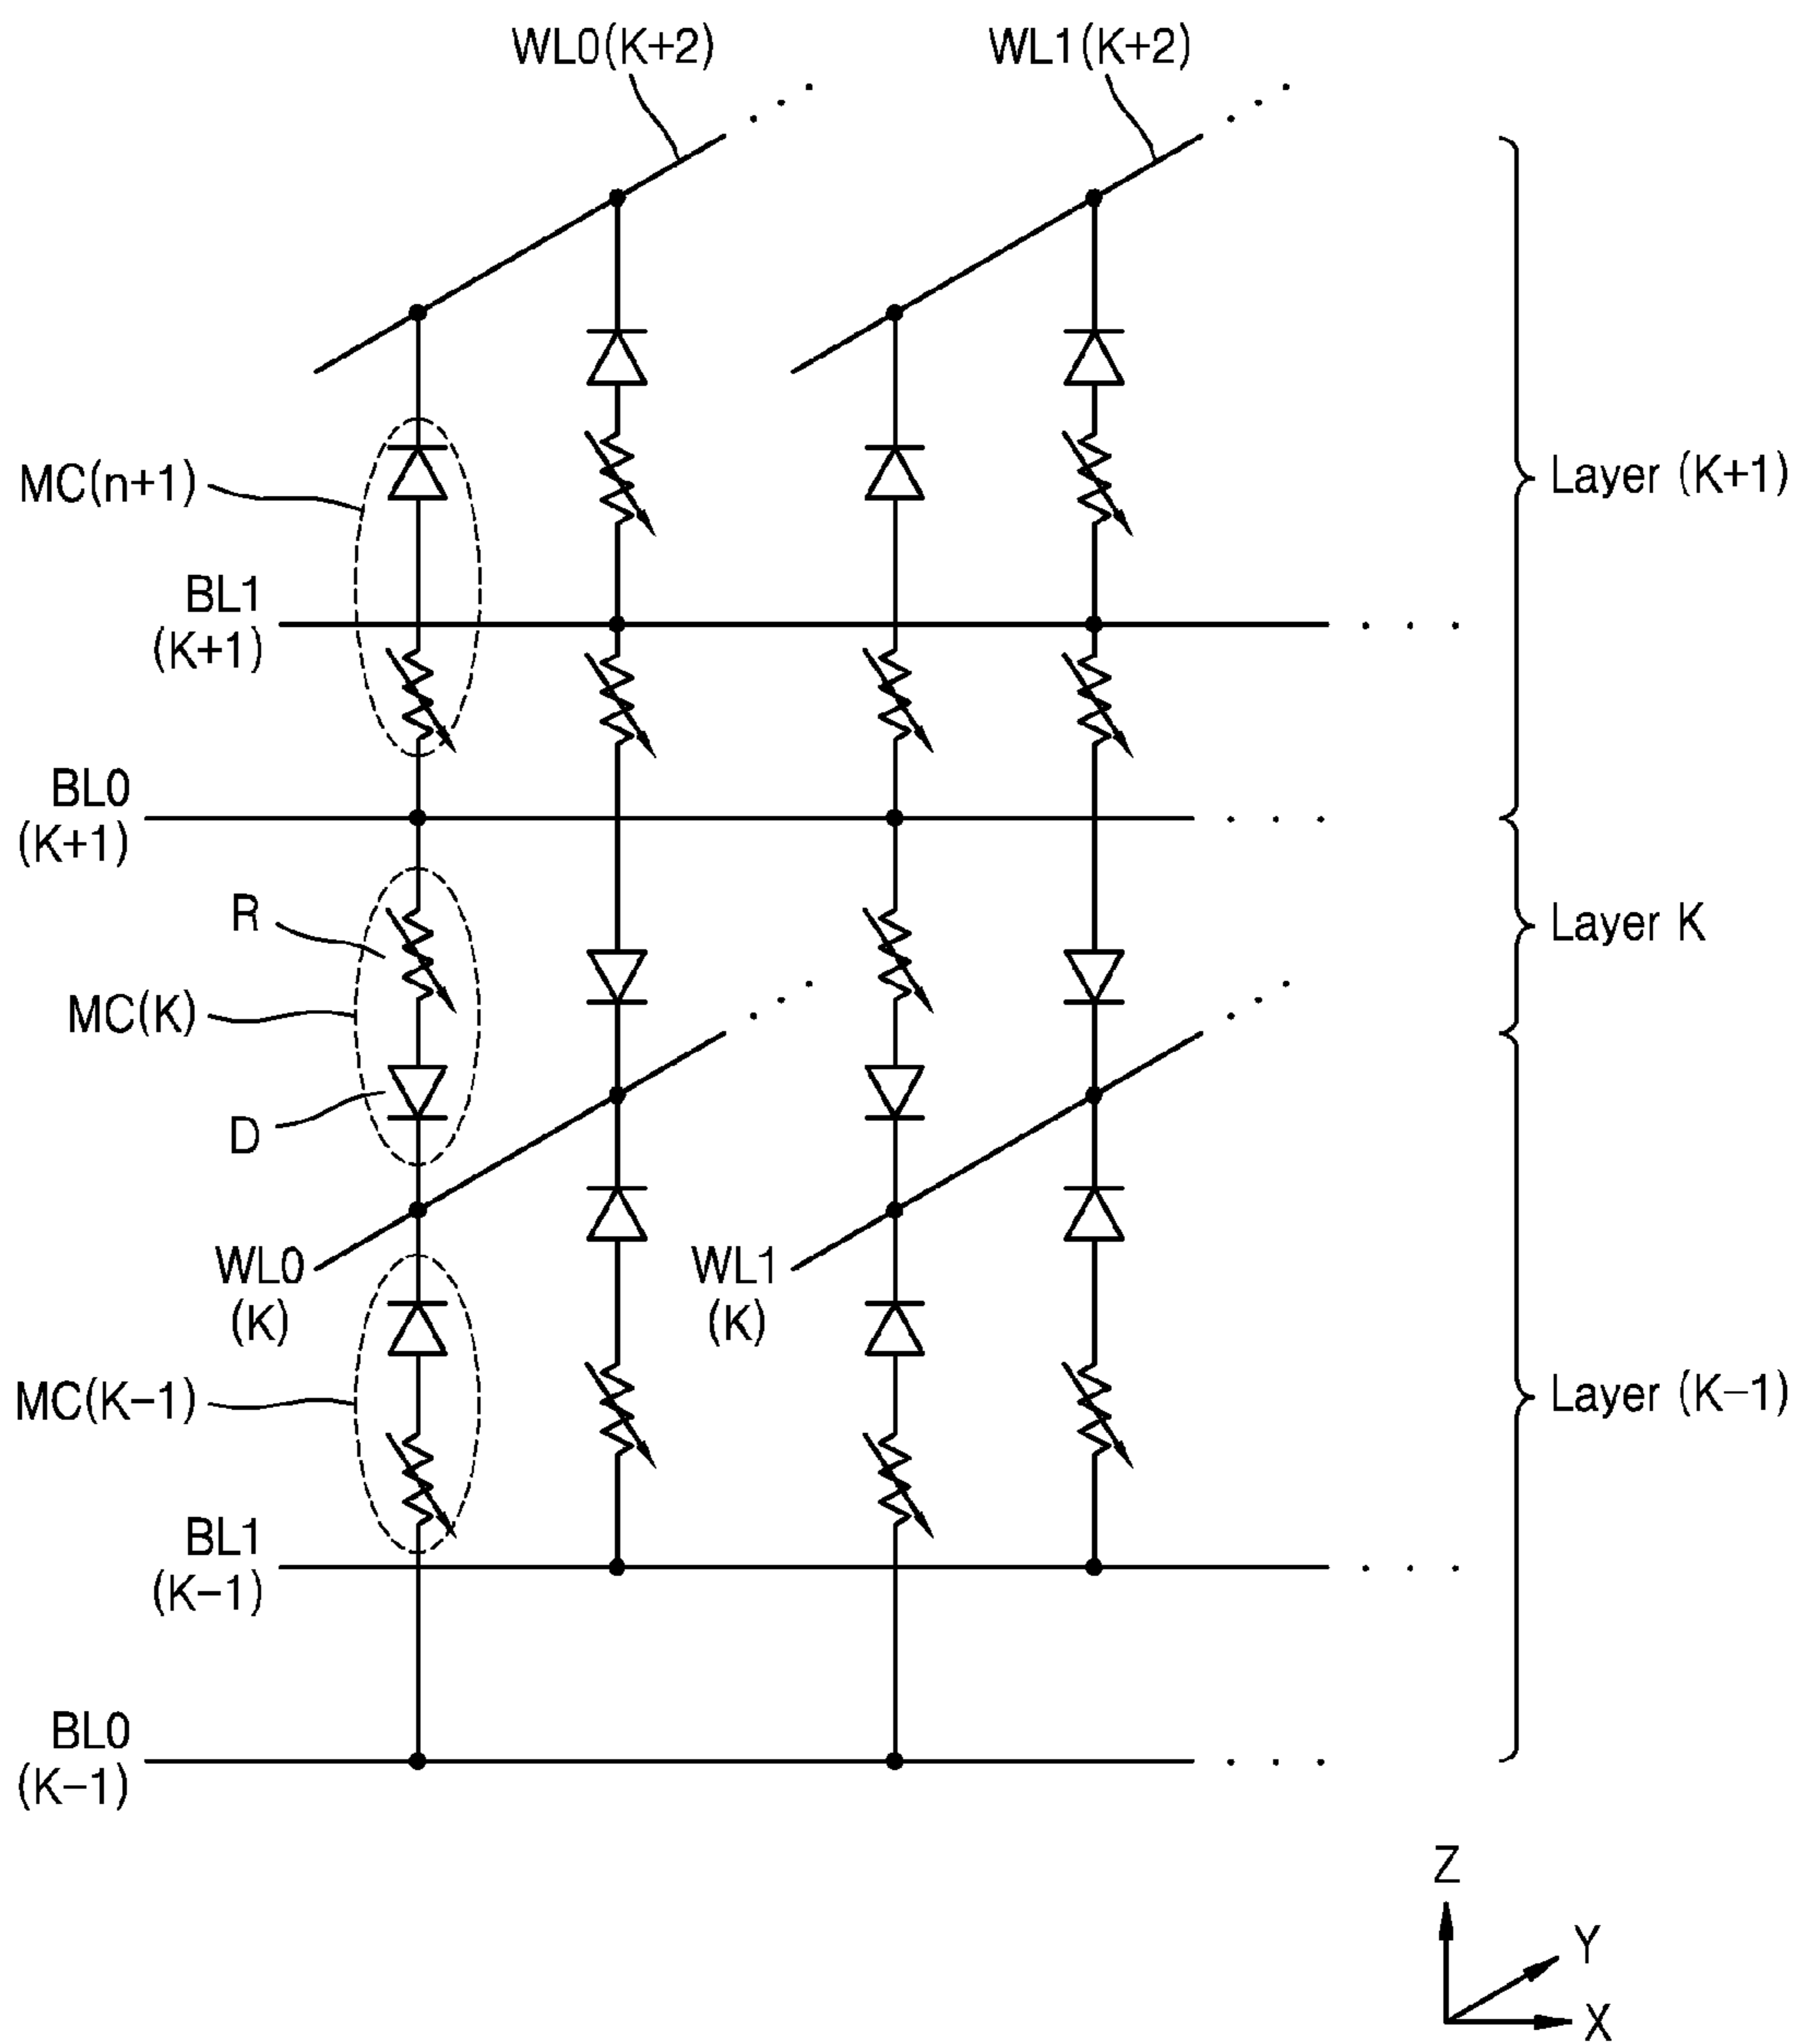 WL0(K+2)
WL1(K+2)
MC(n+1)
Layer (K+1)
BL1
(K+1)
BL0
(K+1)
R
Layer K
MC(K)
D
WL0
(K)
WL1
(K)
MC(K-1)
Layer (K-1)
BL1
(K-1)
BL0
(K-1)
Z
Y
X